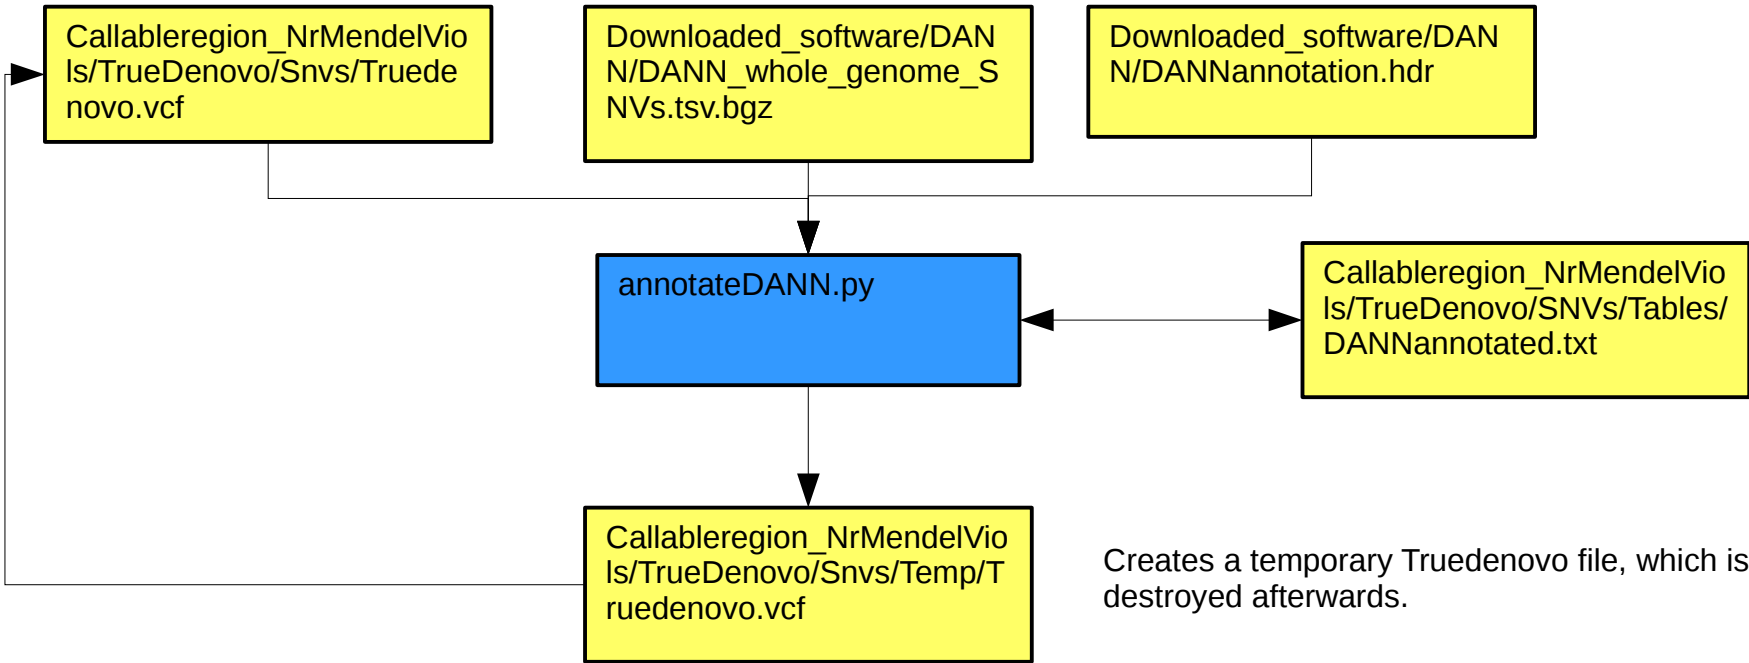 Callableregion_NrMendelVio
ls/TrueDenovo/Snvs/Truede
novo.vcf
Downloaded_software/DAN
N/DANN_whole_genome_S
NVs.tsv.bgz
Downloaded_software/DAN
N/DANNannotation.hdr
annotateDANN.py
Callableregion_NrMendelVio
ls/TrueDenovo/SNVs/Tables/
DANNannotated.txt
Callableregion_NrMendelVio
ls/TrueDenovo/Snvs/Temp/T
ruedenovo.vcf
Creates a temporary Truedenovo file, which is
destroyed afterwards.